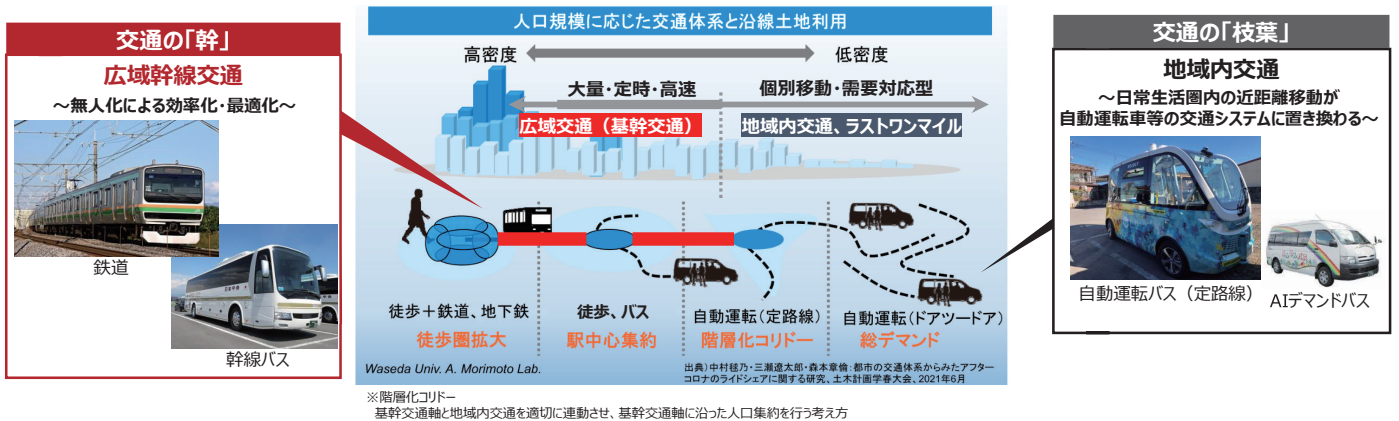 交通の「幹」
広域幹線交通
～無人化による効率化・最適化～
鉄道
幹線バス
人口規模に応じた交通体系と沿線土地利用
高密度
低密度
大量・定時・高速
個別移動・需要対応型
広域交通（基幹交通）
地域内交通、ラストワンマイル
徒歩＋鉄道、地下鉄
徒歩圏拡大
徒歩、バス
駅中心集約
自動運転(定路線)
階層化コリドー
自動運転(ドアツードア)
総デマンド
Waseda Univ. A. Morimoto Lab.
出典）中村毬乃・三瀬遼太郎・森本章倫：都市の交通体系からみたアフター
コロナのライドシェアに関する研究、土木計画学春大会、2021年6月
※階層化コリドー
基幹交通軸と地域内交通を適切に連動させ、基幹交通軸に沿った人口集約を行う考え方
交通の「枝葉」
地域内交通
～日常生活圏内の近距離移動が
自動運転車等の交通システムに置き換わる～
自動運転バス（定路線）
AIデマンドバス